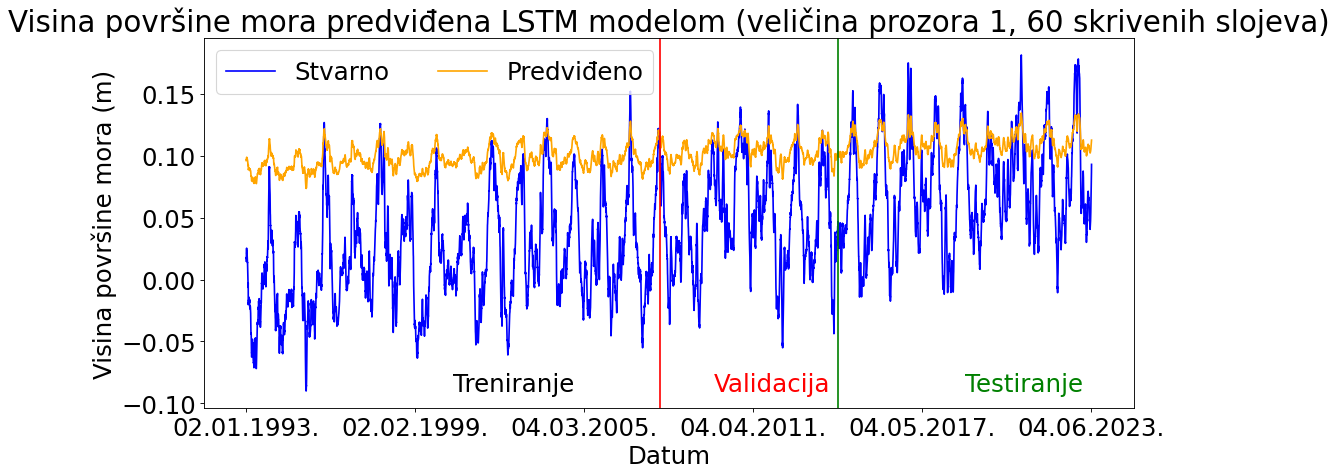 Visina površine mora predviđena LSTM modelom (veličina prozora 1, 60 skrivenih slojeva)
Stvarno
Predviđeno
Visina površine mora (m)
0.15
0.10
0.05
0.00
−0.05
−0.10
Treniranje
Validacija
Testiranje
02.01.1993.
02.02.1999.
04.03.2005.
04.04.2011.
04.05.2017.
04.06.2023.
Datum